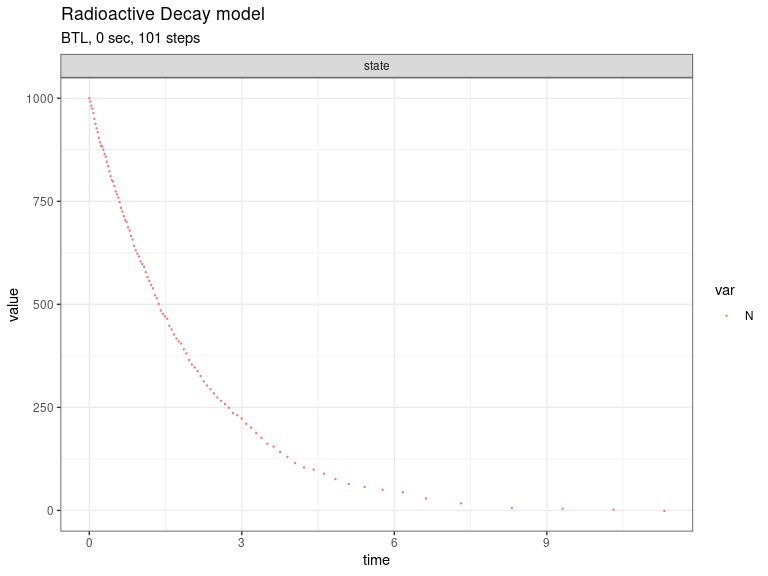 Radioactive Decay model
BTL, 0 sec, 101 steps
state
1000
750
500
250
0
value
0 3 6 9
time
var
N